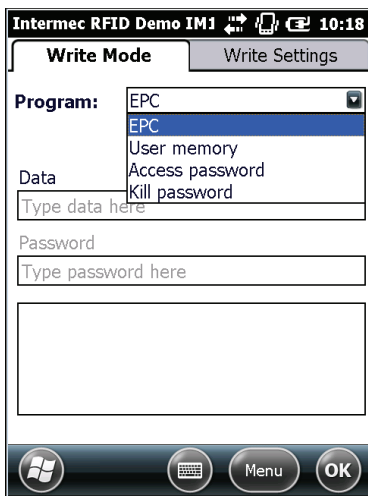 Intermec RFID Demo IM1 10:18
Write Mode Write Settings
Program: EPC
EPC
User memory
Access password
Kill password
Data
Type data here
Password
Type password here
Menu OK